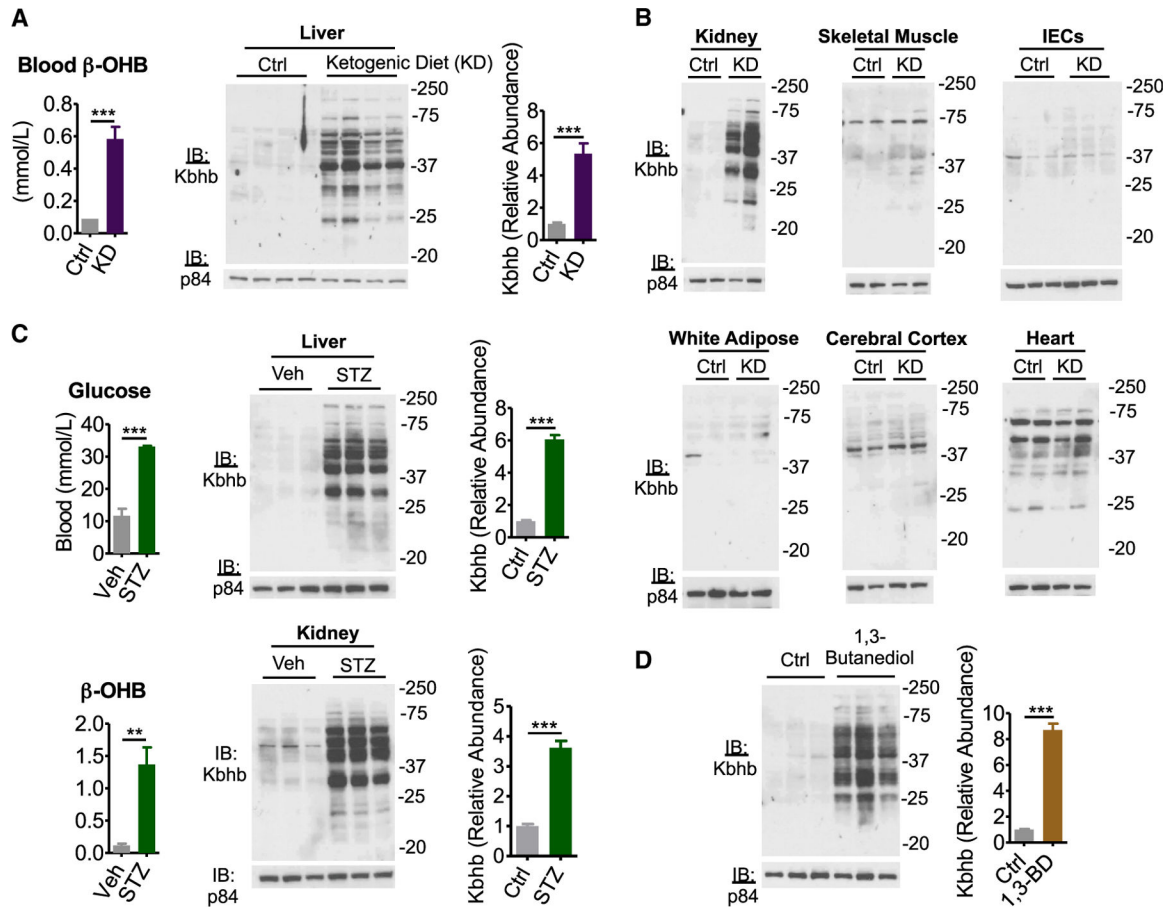 A
Blood β-OHB
(mmol/L)
0.8
0.6
0.4
0.2
0.0
***
Ctrl
KD
Liver
Ctrl
Ketogenic Diet (KD)
-250
-75
-37
-25
-20
IB:
Kbhb
IB:
p84
Kbhb (Relative Abundance)
8
6
4
2
0
***
Ctrl
KD
B
Kidney
Ctrl KD
-250
-75
-37
-25
-20
IB:
Kbhb
IB:
p84
Skeletal Muscle
Ctrl KD
-250
-75
-37
-25
-20
IECs
Ctrl KD
-250
-75
-37
-25
-20
White Adipose
Ctrl KD
-250
-75
-37
-25
-20
IB:
Kbhb
IB:
p84
Cerebral Cortex
Ctrl KD
-250
-75
-37
-25
-20
Heart
Ctrl KD
-250
-75
-37
-25
-20
C
Glucose
Blood (mmol/L)
40
30
20
10
0
***
Veh
STZ
Liver
Veh STZ
-250
-75
-37
-25
-20
IB:
Kbhb
IB:
p84
Kbhb (Relative Abundance)
8
6
4
2
0
***
Ctrl
STZ
β-OHB
2.0
1.5
1.0
0.5
0.0
**
Veh
STZ
Kidney
Veh STZ
-250
-75
-37
-25
-20
IB:
Kbhb
IB:
p84
Kbhb (Relative Abundance)
5
4
3
2
1
0
***
Ctrl
STZ
D
Ctrl
1,3-
Butanediol
-250
-75
-37
-25
-20
IB:
Kbhb
IB:
p84
Kbhb (Relative Abundance)
10
8
6
4
2
0
***
Ctrl
1,3-BD